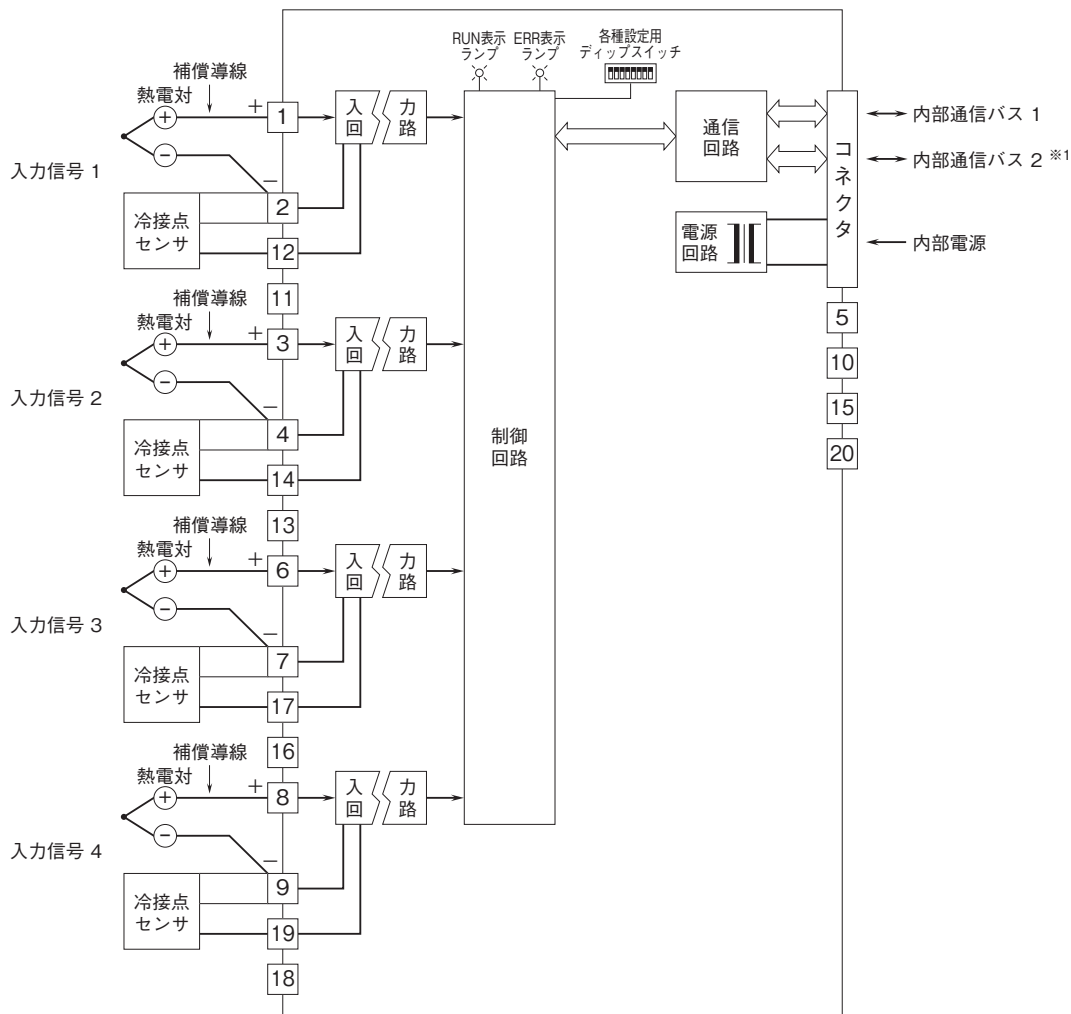 RUN表示
ランプ
ERR表示
ランプ
各種設定用
ディップスイッチ
補償導線
熱電対
+
+
1
入 力
回 路
−
−
入力信号 1
2
冷接点
センサ
12
11
補償導線
熱電対
+
+
3
入 力
回 路
−
−
入力信号 2
4
冷接点
センサ
14
13
補償導線
熱電対
+
+
6
入 力
回 路
−
−
入力信号 3
7
冷接点
センサ
17
16
補償導線
熱電対
+
+
8
入 力
回 路
−
−
入力信号 4
9
冷接点
センサ
19
18
制御
回路
通信
回路
電源
回路
コネクタ
内部通信バス 1
内部通信バス 2 ※1
内部電源
5
10
15
20